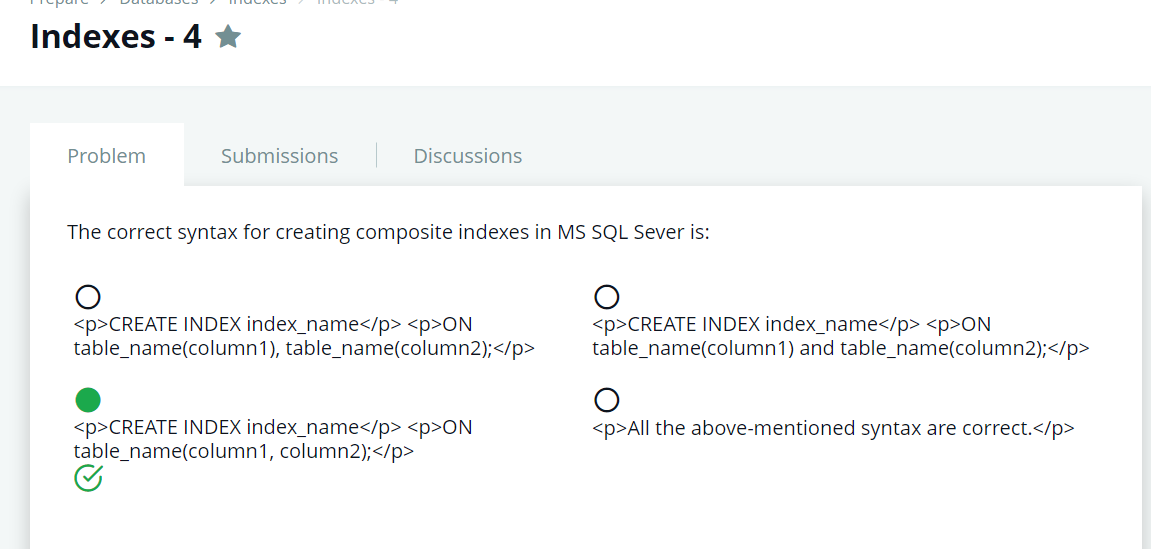 Prepare > Databases > Indexes > Indexes - 4
Indexes - 4
Problem
Submissions
Discussions
The correct syntax for creating composite indexes in MS SQL Sever is:
<p>CREATE INDEX index_name</p> <p>ON
table_name(column1), table_name(column2);</p>
<p>CREATE INDEX index_name</p> <p>ON
table_name(column1) and table_name(column2);</p>
<p>CREATE INDEX index_name</p> <p>ON
table_name(column1, column2);</p>
<p>All the above-mentioned syntax are correct.</p>